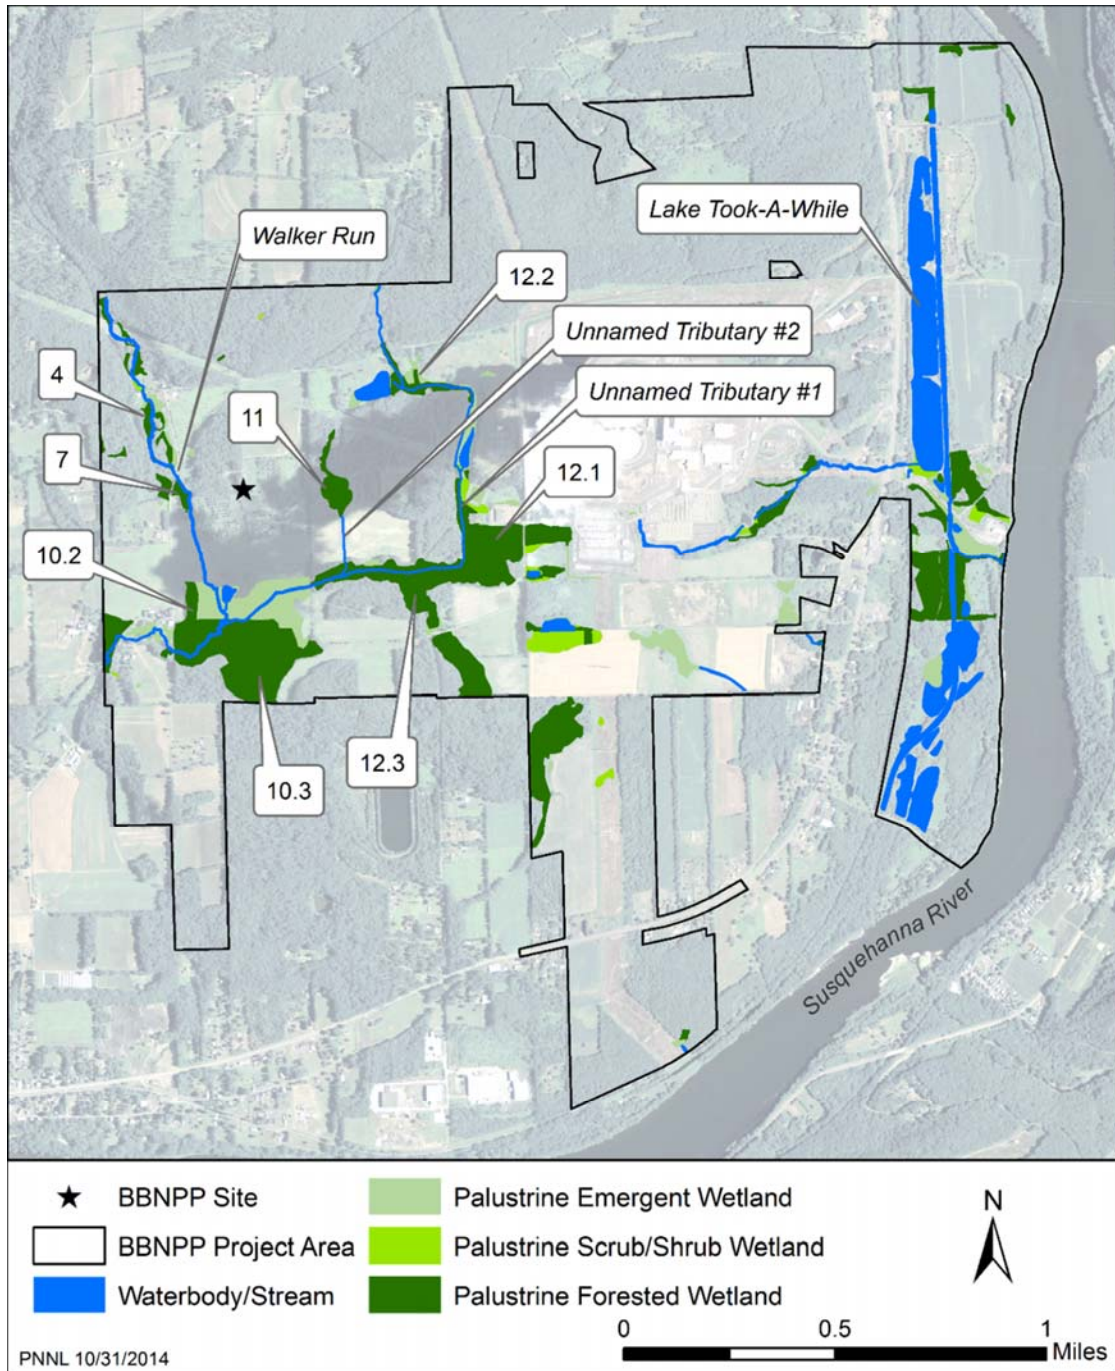 Lake Took-A-While
Walker Run
12.2
Unnamed Tributary #2
4
Unnamed Tributary #1
11
7
12.1
10.2
12.3
10.3
Susquehanna River
BBNPP Site
BBNPP Project Area
Waterbody/Stream
Palustrine Emergent Wetland
Palustrine Scrub/Shrub Wetland
Palustrine Forested Wetland
N
0 0.5 1
Miles
PNNL 10/31/2014